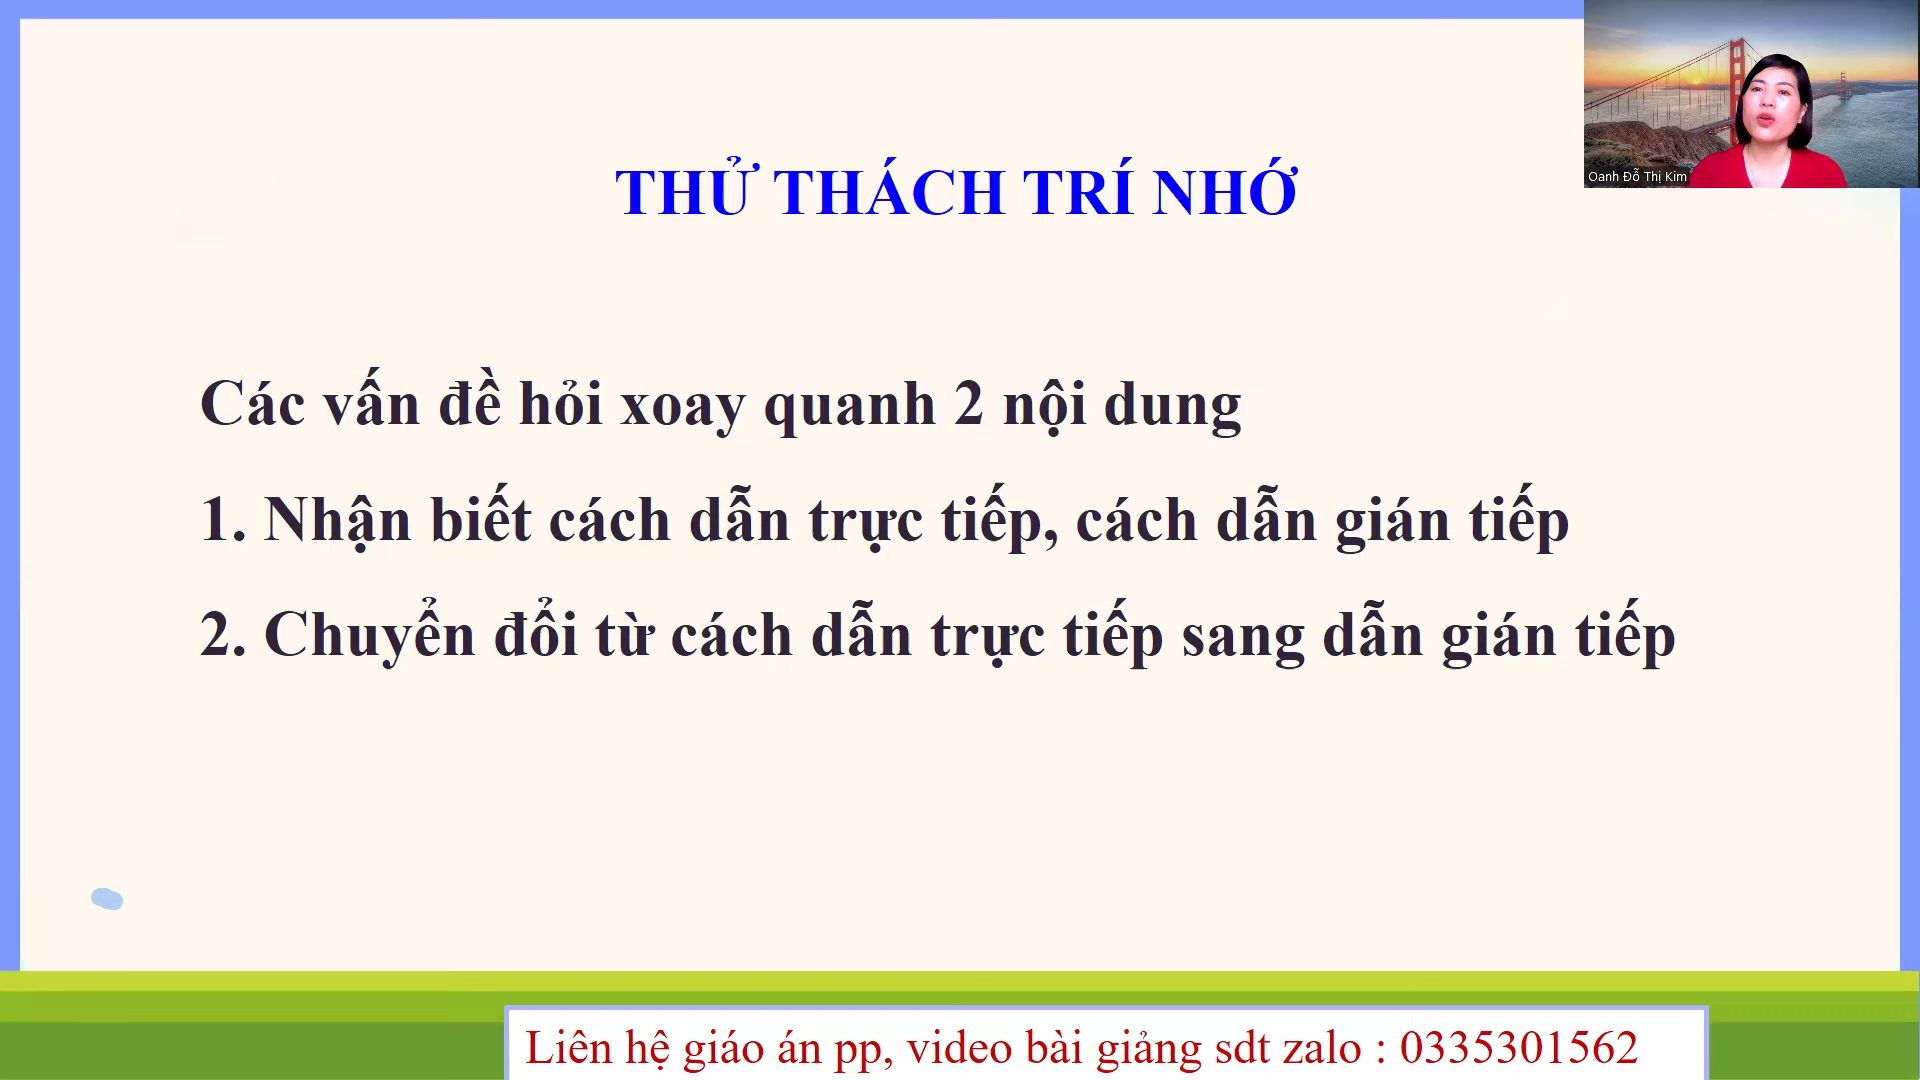 Oanh Đỗ Thị Kim
THỬ THÁCH TRÍ NHỚ
Các vấn đề hỏi xoay quanh 2 nội dung
1. Nhận biết cách dẫn trực tiếp, cách dẫn gián tiếp
2. Chuyển đổi từ cách dẫn trực tiếp sang dẫn gián tiếp
Liên hệ giáo án pp, video bài giảng sdt zalo : 0335301562